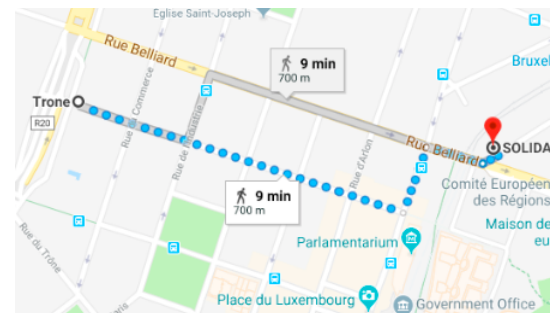 Eglise Saint-Joseph
Rue Belliard
Bruxel
9 min
700 m
Trone
R20
Rue du Commerce
Rue de l'Industrie
Rue d'Arlon
Rue Belliard
SOLIDA
9 min
700 m
Comité Européen
des Régions
Maison de
eu
Rue du Trône
Parlamentarium
Place du Luxembourg
Government Office